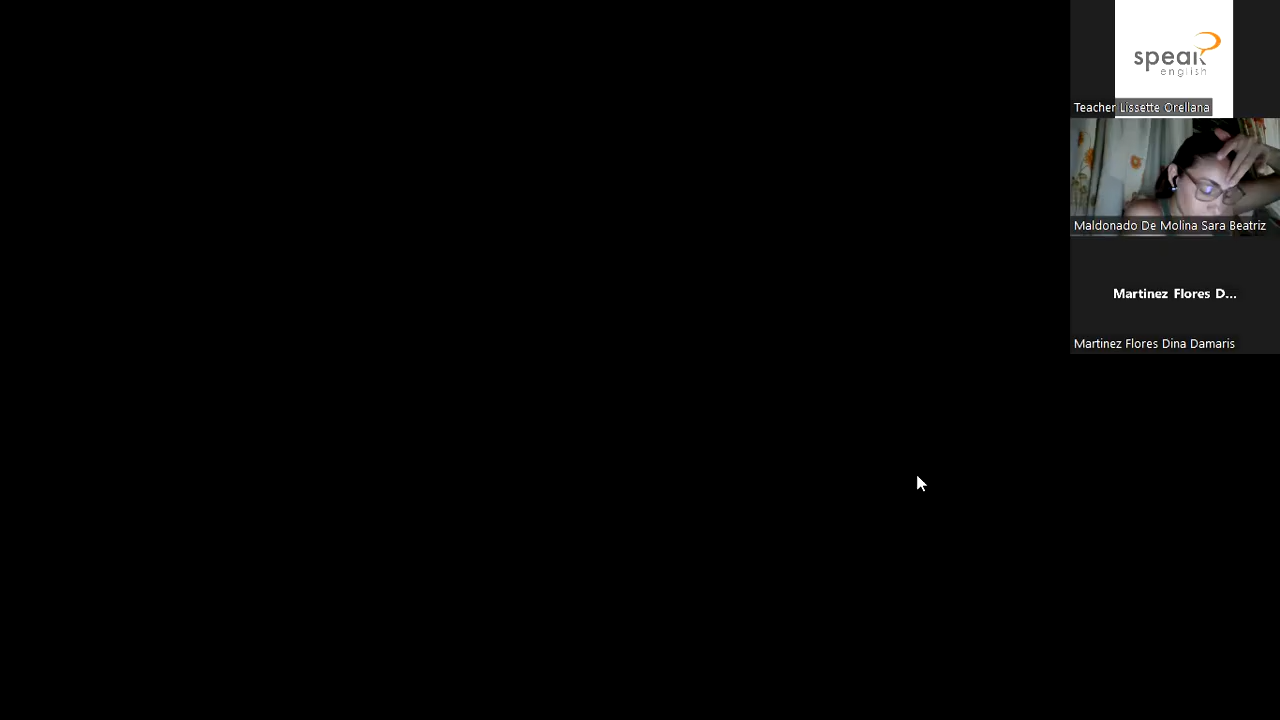 speak
english
Teacher Lissette Orellana
Maldonado De Molina Sara Beatriz
Martinez Flores D...
Martinez Flores Dina Damaris